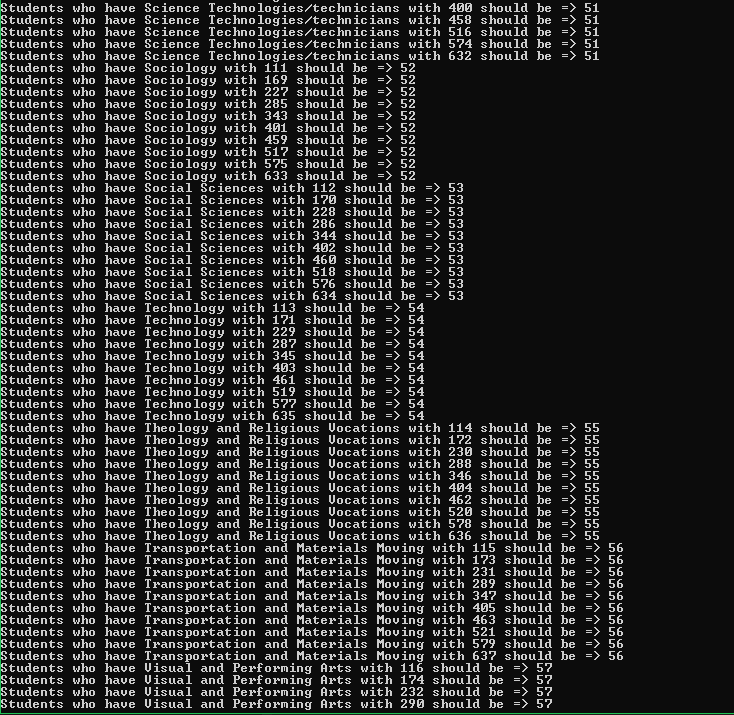 Students who have Science Technologies/technicians with 400 should be => 51
Students who have Science Technologies/technicians with 458 should be => 51
Students who have Science Technologies/technicians with 516 should be => 51
Students who have Science Technologies/technicians with 574 should be => 51
Students who have Science Technologies/technicians with 632 should be => 51
Students who have Sociology with 111 should be => 52
Students who have Sociology with 169 should be => 52
Students who have Sociology with 227 should be => 52
Students who have Sociology with 285 should be => 52
Students who have Sociology with 343 should be => 52
Students who have Sociology with 401 should be => 52
Students who have Sociology with 459 should be => 52
Students who have Sociology with 517 should be => 52
Students who have Sociology with 575 should be => 52
Students who have Sociology with 633 should be => 52
Students who have Social Sciences with 112 should be => 53
Students who have Social Sciences with 170 should be => 53
Students who have Social Sciences with 228 should be => 53
Students who have Social Sciences with 286 should be => 53
Students who have Social Sciences with 344 should be => 53
Students who have Social Sciences with 402 should be => 53
Students who have Social Sciences with 460 should be => 53
Students who have Social Sciences with 518 should be => 53
Students who have Social Sciences with 576 should be => 53
Students who have Social Sciences with 634 should be => 53
Students who have Technology with 113 should be => 54
Students who have Technology with 171 should be => 54
Students who have Technology with 229 should be => 54
Students who have Technology with 287 should be => 54
Students who have Technology with 345 should be => 54
Students who have Technology with 403 should be => 54
Students who have Technology with 461 should be => 54
Students who have Technology with 519 should be => 54
Students who have Technology with 577 should be => 54
Students who have Technology with 635 should be => 54
Students who have Theology and Religious Vocations with 114 should be => 55
Students who have Theology and Religious Vocations with 172 should be => 55
Students who have Theology and Religious Vocations with 230 should be => 55
Students who have Theology and Religious Vocations with 288 should be => 55
Students who have Theology and Religious Vocations with 346 should be => 55
Students who have Theology and Religious Vocations with 404 should be => 55
Students who have Theology and Religious Vocations with 462 should be => 55
Students who have Theology and Religious Vocations with 520 should be => 55
Students who have Theology and Religious Vocations with 578 should be => 55
Students who have Theology and Religious Vocations with 636 should be => 55
Students who have Transportation and Materials Moving with 115 should be => 56
Students who have Transportation and Materials Moving with 173 should be => 56
Students who have Transportation and Materials Moving with 231 should be => 56
Students who have Transportation and Materials Moving with 289 should be => 56
Students who have Transportation and Materials Moving with 347 should be => 56
Students who have Transportation and Materials Moving with 405 should be => 56
Students who have Transportation and Materials Moving with 463 should be => 56
Students who have Transportation and Materials Moving with 521 should be => 56
Students who have Transportation and Materials Moving with 579 should be => 56
Students who have Transportation and Materials Moving with 637 should be => 56
Students who have Visual and Performing Arts with 116 should be => 57
Students who have Visual and Performing Arts with 174 should be => 57
Students who have Visual and Performing Arts with 232 should be => 57
Students who have Visual and Performing Arts with 290 should be => 57